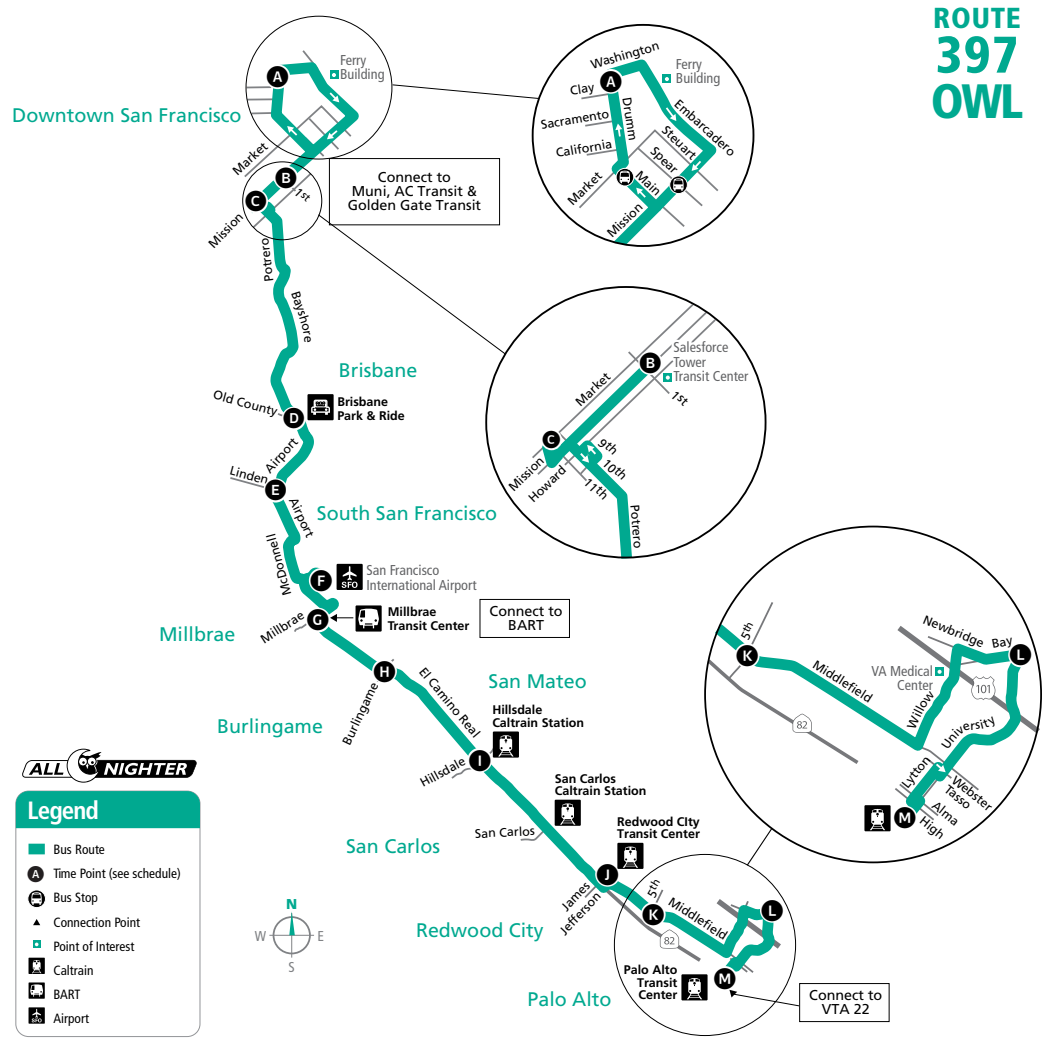 ROUTE
397
OWL
Ferry
Building
A
Downtown San Francisco
Market
B
1st
C
Mission
Connect to
Muni, AC Transit &
Golden Gate Transit
Washington
Ferry
Building
A
Clay
Sacramento
California
Drumm
Embarcadero
Steuart
Spear
Main
Market
Mission
Potrero
Bayshore
Brisbane
Old County
D
Brisbane
Park & Ride
Airport
Linden
E
Airport
South San Francisco
McDonnell
F
SFO
San Francisco
International Airport
Millbrae
G
Millbrae
Transit Center
Connect to
BART
Millbrae
H
Burlingame
El Camino Real
San Mateo
Burlingame
Hillsdale
Caltrain Station
I
Hillsdale
San Carlos
Caltrain Station
San Carlos
San Carlos
Redwood CIty
Transit Center
J
James
Jefferson
5th
K
Middlefield
L
Redwood City
82
Palo Alto
Transit
Center
M
Palo Alto
Connect to
VTA 22
B
Salesforce
Tower
Transit Center
Market
1st
C
Mission
Howard
9th
10th
11th
Potrero
5th
K
Middlefield
82
Newbridge
Bay
L
VA Medical
Center
101
Willow
University
Lytton
Webster
Tasso
Alma
High
M
ALL NIGHTER
Legend
Bus Route
A Time Point (see schedule)
Bus Stop
Connection Point
Point of Interest
Caltrain
BART
SFO Airport
N
W E
S